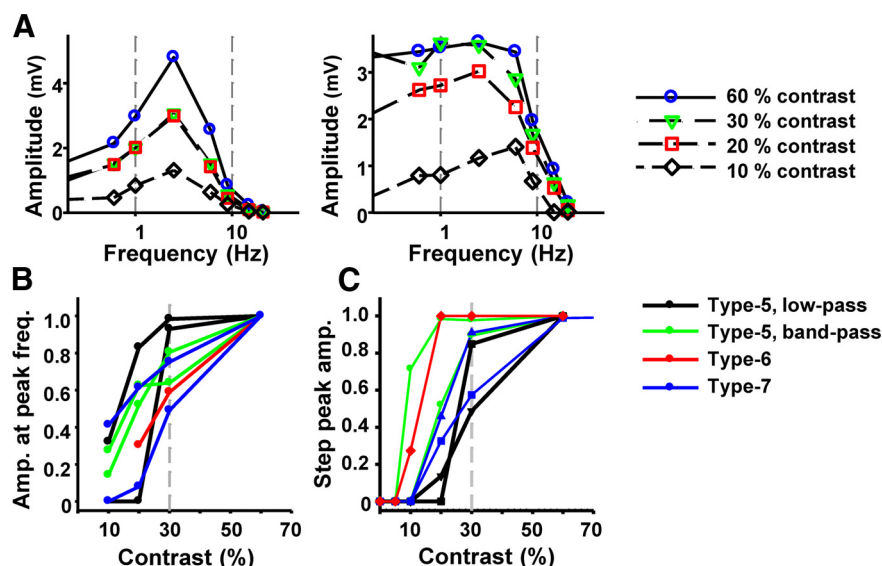 A
Amplitude (mV)
4
2
0
1
10
Frequency (Hz)
Amplitude (mV)
3
2
1
0
1
10
Frequency (Hz)
60 % contrast
30 % contrast
20 % contrast
10 % contrast
B
Amp. at peak freq.
1.0
0.8
0.6
0.4
0.2
0
10
30
50
70
Contrast (%)
C
Step peak amp.
1.0
0.8
0.6
0.4
0.2
0
10
30
50
70
Contrast (%)
Type-5, low-pass
Type-5, band-pass
Type-6
Type-7